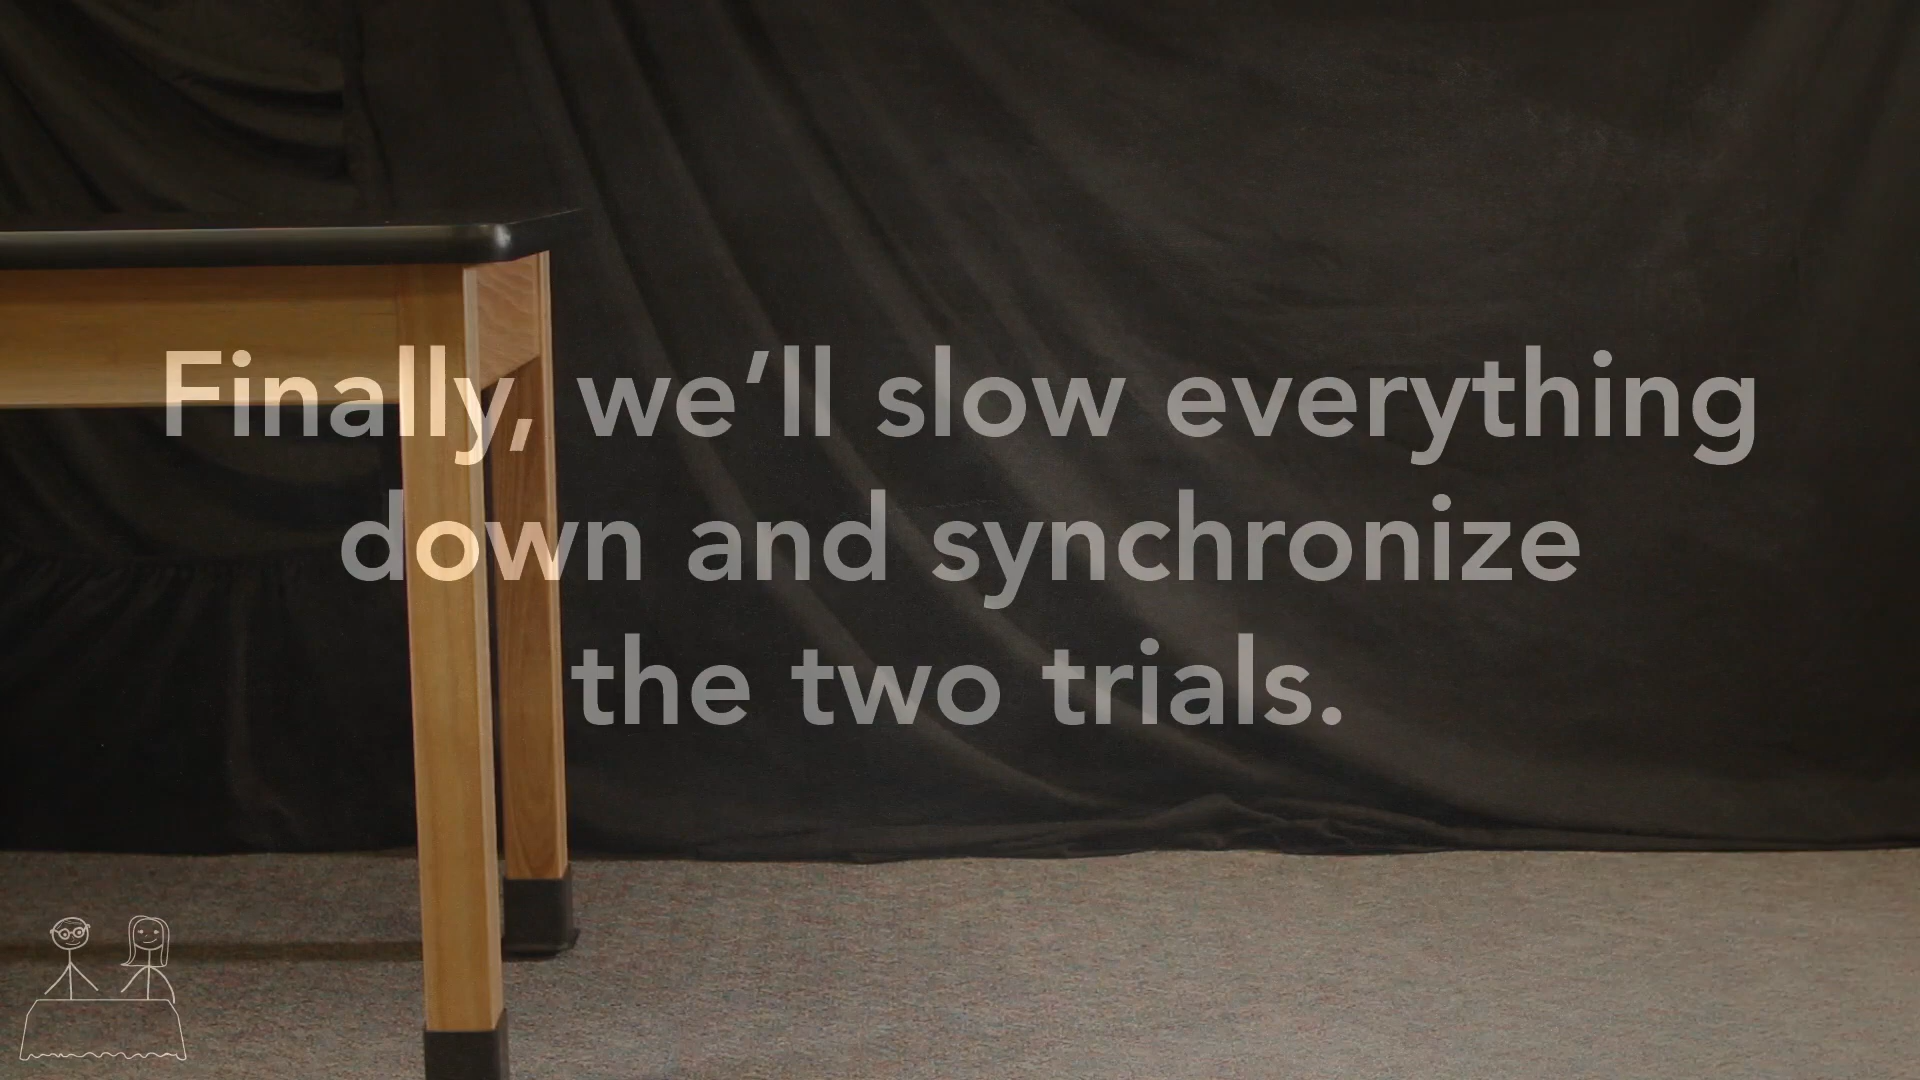 Finally, we’ll slow everything
down and synchronize
the two trials.